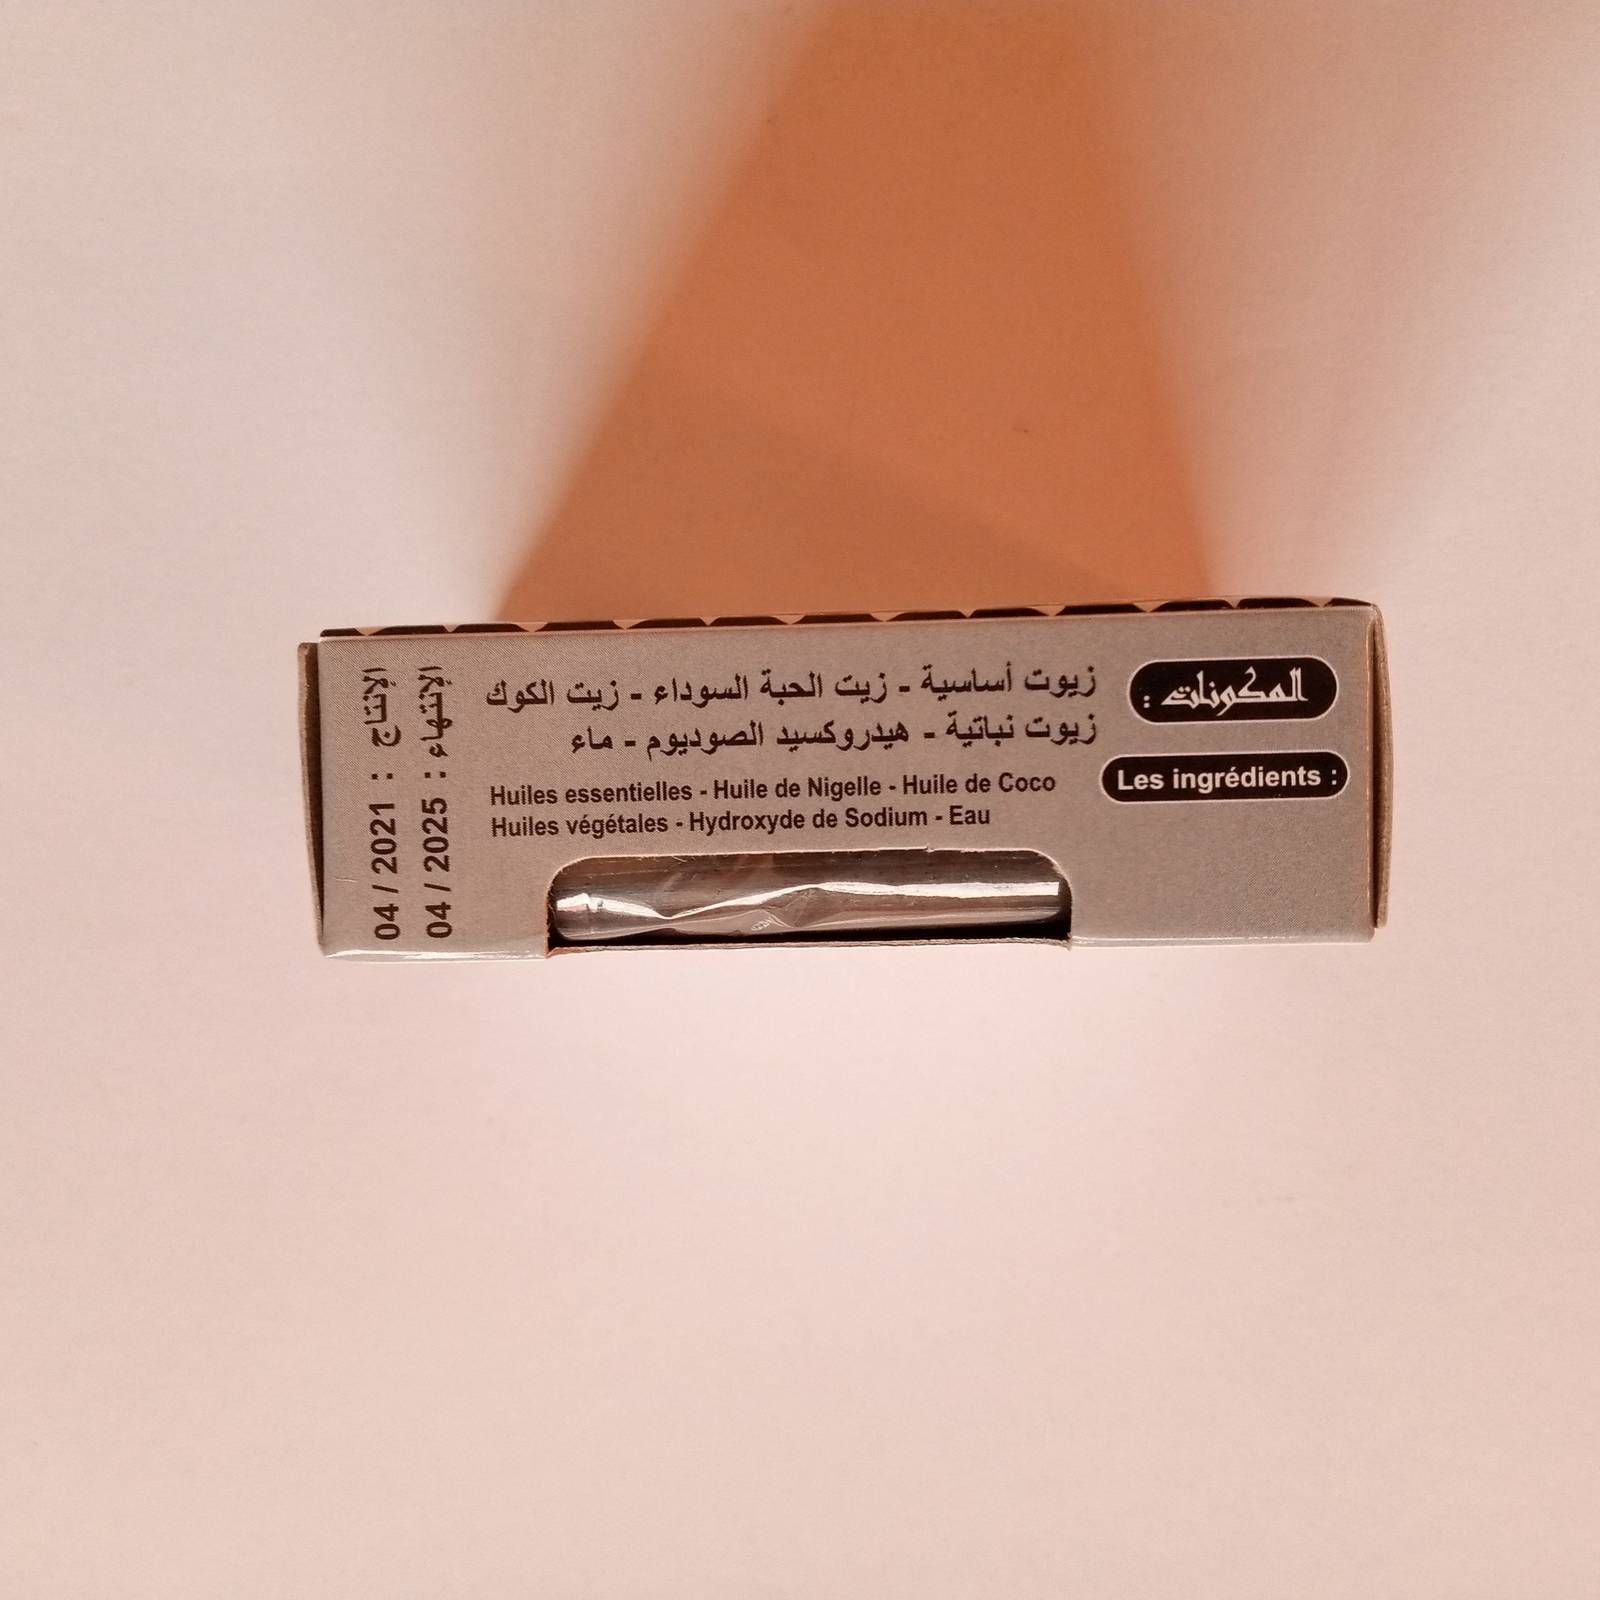 المكونات :
زيوت أساسية - زيت الحبة السوداء - زيت الكوك
زيوت نباتية - هيدروكسيد الصوديوم - ماء
Les ingrédients :
Huiles essentielles - Huile de Nigelle - Huile de Coco
Huiles végétales - Hydroxyde de Sodium - Eau
الإنتاج : 04 / 2021
الإنتهاء : 04 / 2025